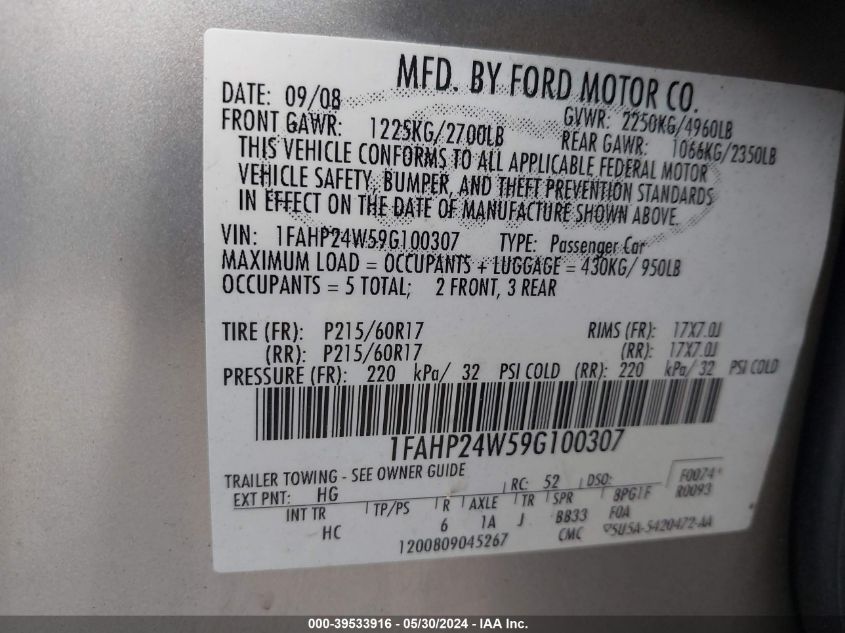 MFD. BY FORD MOTOR CO.
DATE: 09/08 GVWR: 2250KG/4960LB
FRONT GAWR: 1225KG/2700LB REAR GAWR: 1066KG/2350LB
THIS VEHICLE CONFORMS TO ALL APPLICABLE FEDERAL MOTOR
VEHICLE SAFETY, BUMPER, AND THEFT PREVENTION STANDARDS
IN EFFECT ON THE DATE OF MANUFACTURE SHOWN ABOVE.
VIN: 1FAHP24W59G100307 TYPE: Passenger Car
MAXIMUM LOAD = OCCUPANTS + LUGGAGE = 430KG/ 950LB
OCCUPANTS = 5 TOTAL; 2 FRONT, 3 REAR
TIRE (FR): P215/60R17 RIMS (FR): 17X7.0J
(RR): P215/60R17 (RR): 17X7.0J
PRESSURE (FR): 220 kPa/ 32 PSI COLD (RR): 220 kPa/ 32 PSI COLD
1FAHP24W59G100307
TRAILER TOWING - SEE OWNER GUIDE
EXT PNT: HG RC: 52 DSO: F0074
INT TR TP/PS R AXLE TR SPR 8PG1F R0093
HC 6 1A J BB33 F0A
1200809045267 CMC 5U5A-5420472-AA
000-39533916 - 05/30/2024 - IAA Inc.